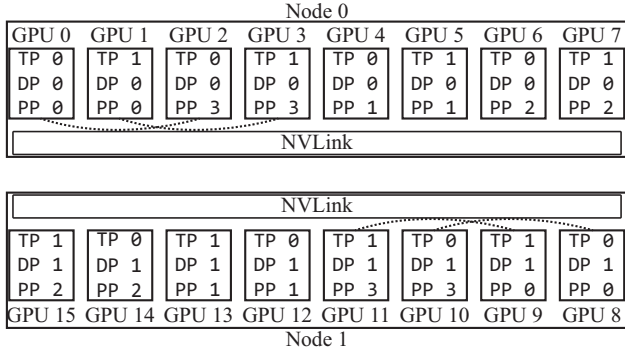 Node 0
GPU 0 GPU 1 GPU 2 GPU 3 GPU 4 GPU 5 GPU 6 GPU 7
TP 0 TP 1 TP 0 TP 1 TP 0 TP 1 TP 0 TP 1
DP 0 DP 0 DP 0 DP 0 DP 0 DP 0 DP 0 DP 0
PP 0 PP 0 PP 3 PP 3 PP 1 PP 1 PP 2 PP 2
NVLink
NVLink
TP 1 TP 0 TP 1 TP 0 TP 1 TP 0 TP 1 TP 0
DP 1 DP 1 DP 1 DP 1 DP 1 DP 1 DP 1 DP 1
PP 2 PP 2 PP 1 PP 1 PP 3 PP 3 PP 0 PP 0
GPU 15 GPU 14 GPU 13 GPU 12 GPU 11 GPU 10 GPU 9 GPU 8
Node 1